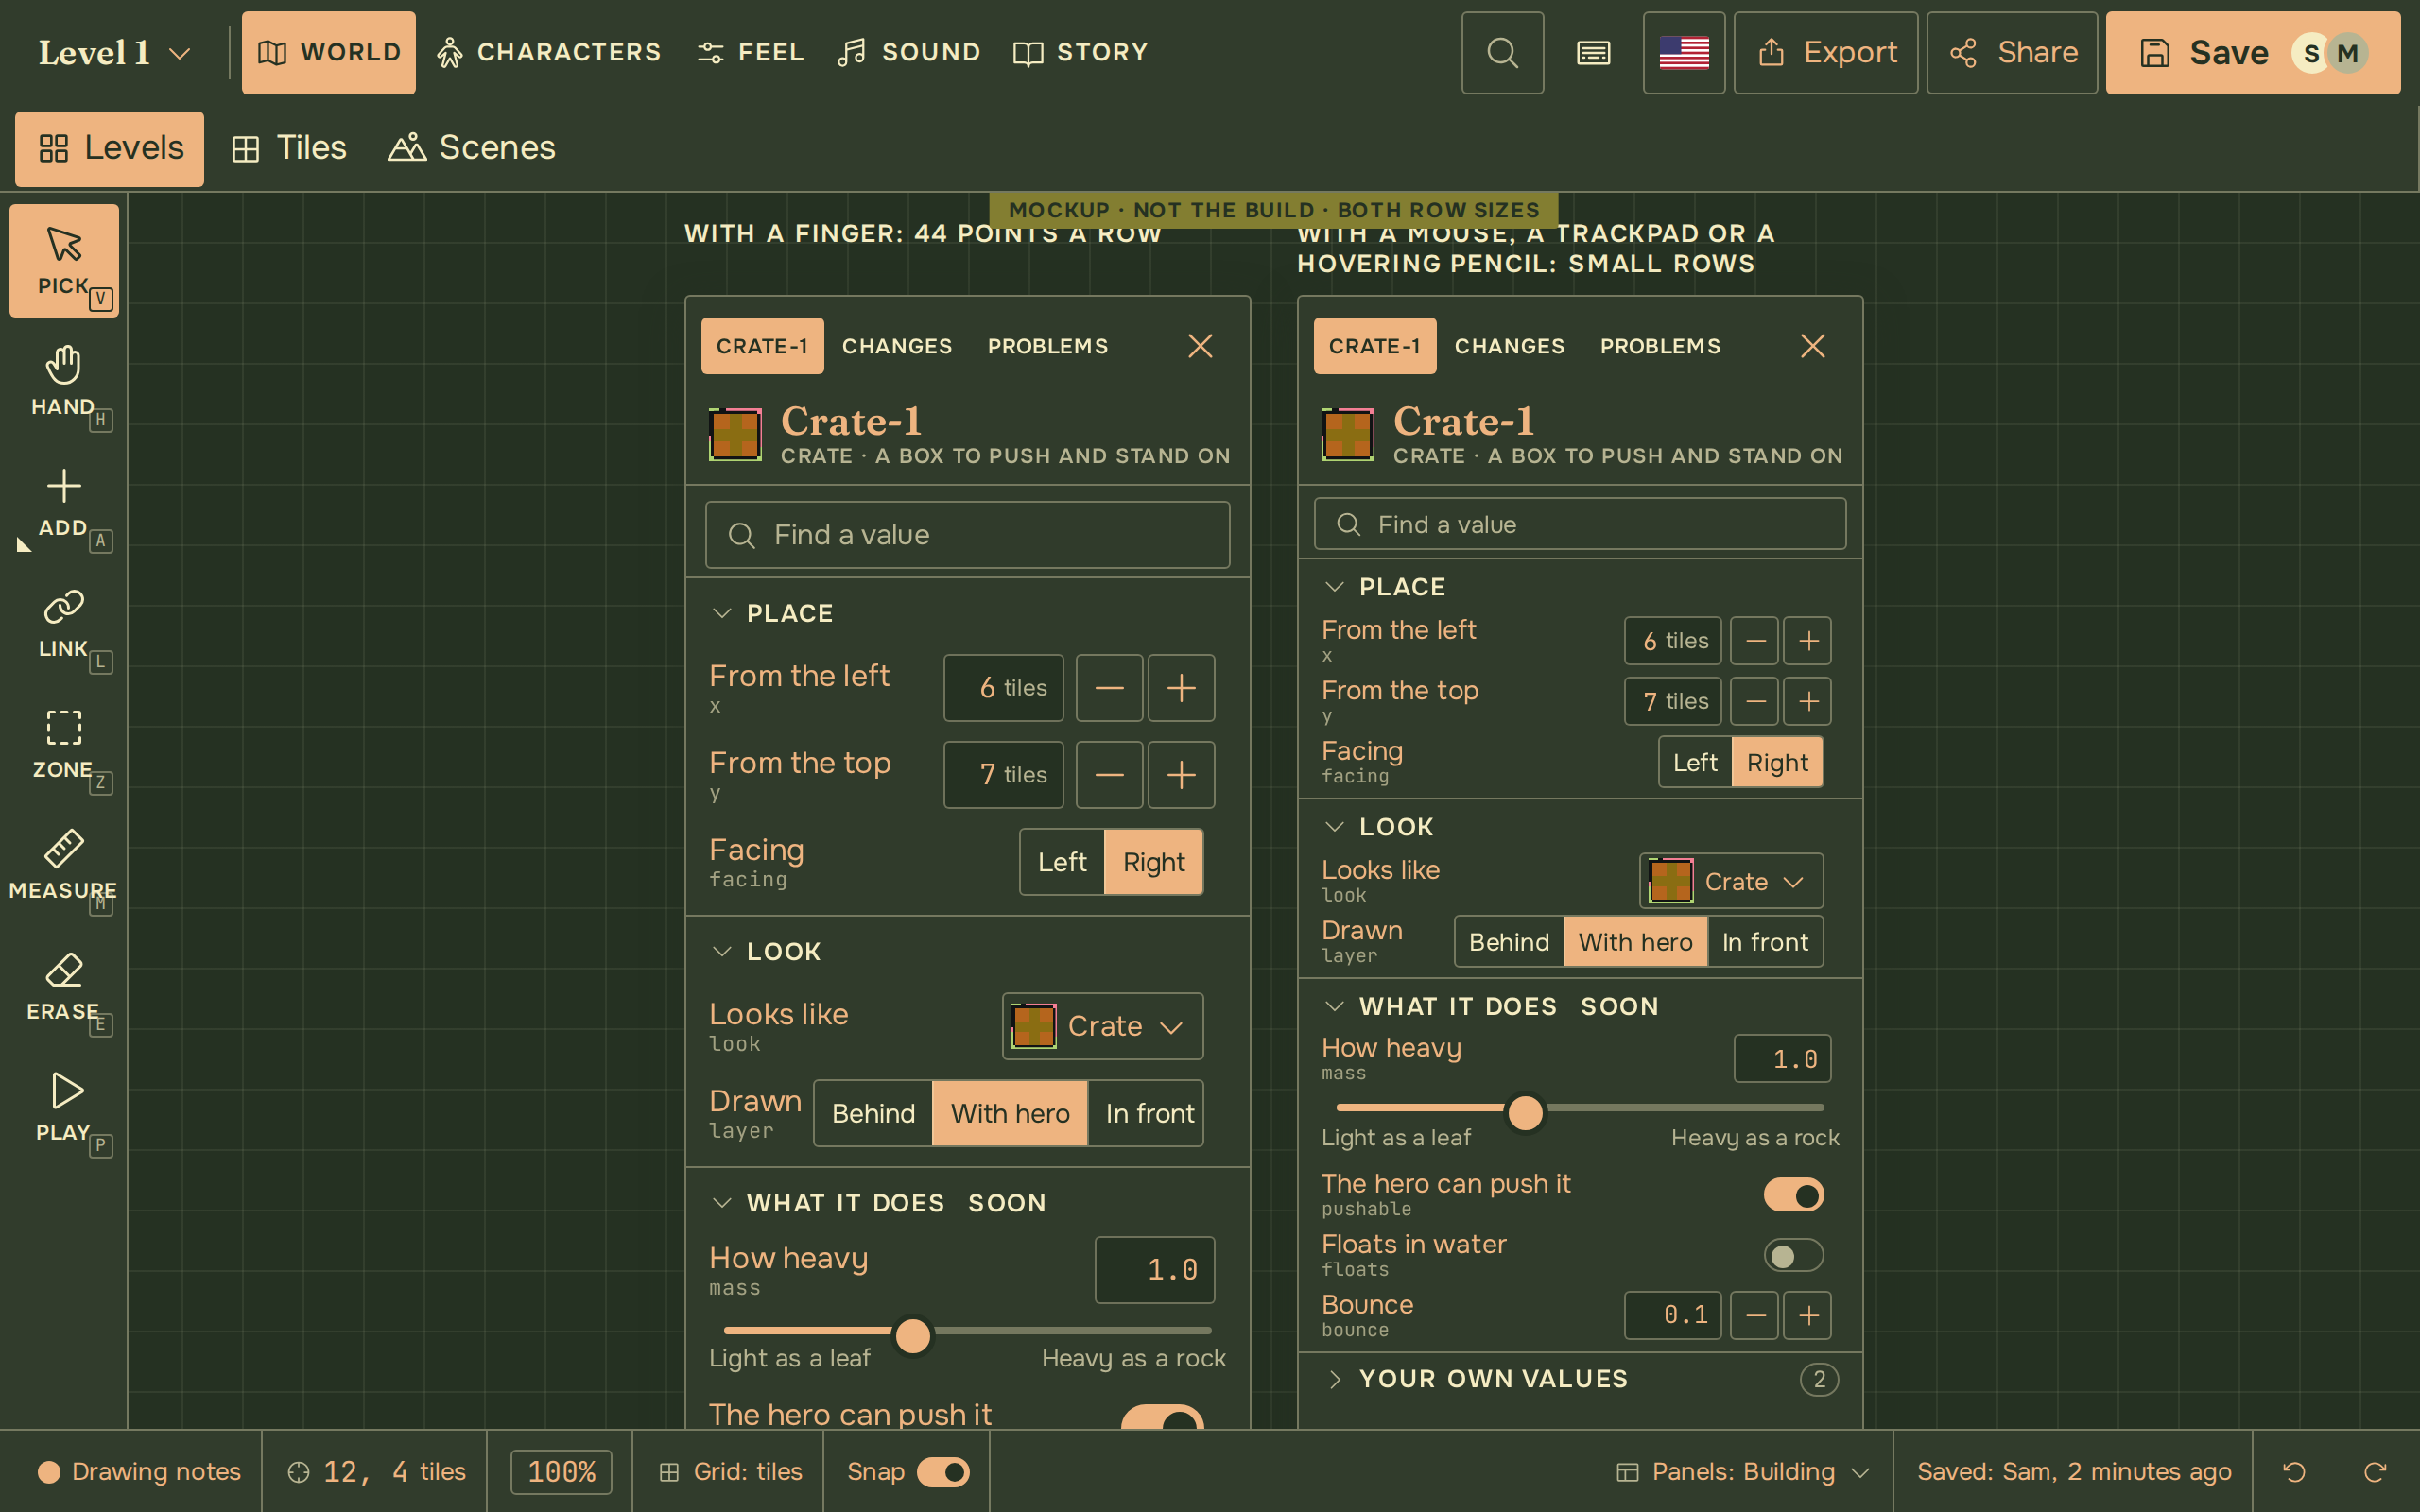 Level 1
WORLD
CHARACTERS
FEEL
SOUND
STORY
Export
Share
Save
S
M
Levels
Tiles
Scenes
MOCKUP · NOT THE BUILD · BOTH ROW SIZES
PICK
V
HAND
H
ADD
A
LINK
L
ZONE
Z
MEASURE
M
ERASE
E
PLAY
P
WITH A FINGER: 44 POINTS A ROW
CRATE-1
CHANGES
PROBLEMS
Crate-1
CRATE · A BOX TO PUSH AND STAND ON
Find a value
PLACE
From the left
x
6 tiles
From the top
y
7 tiles
Facing
facing
Left
Right
LOOK
Looks like
look
Crate
Drawn
layer
Behind
With hero
In front
WHAT IT DOES SOON
How heavy
mass
1.0
Light as a leaf
Heavy as a rock
The hero can push it
WITH A MOUSE, A TRACKPAD OR A
HOVERING PENCIL: SMALL ROWS
CRATE-1
CHANGES
PROBLEMS
Crate-1
CRATE · A BOX TO PUSH AND STAND ON
Find a value
PLACE
From the left
x
6 tiles
From the top
y
7 tiles
Facing
facing
Left
Right
LOOK
Looks like
look
Crate
Drawn
layer
Behind
With hero
In front
WHAT IT DOES SOON
How heavy
mass
1.0
Light as a leaf
Heavy as a rock
The hero can push it
pushable
Floats in water
floats
Bounce
bounce
0.1
YOUR OWN VALUES
2
Drawing notes
12, 4 tiles
100%
Grid: tiles
Snap
Panels: Building
Saved: Sam, 2 minutes ago